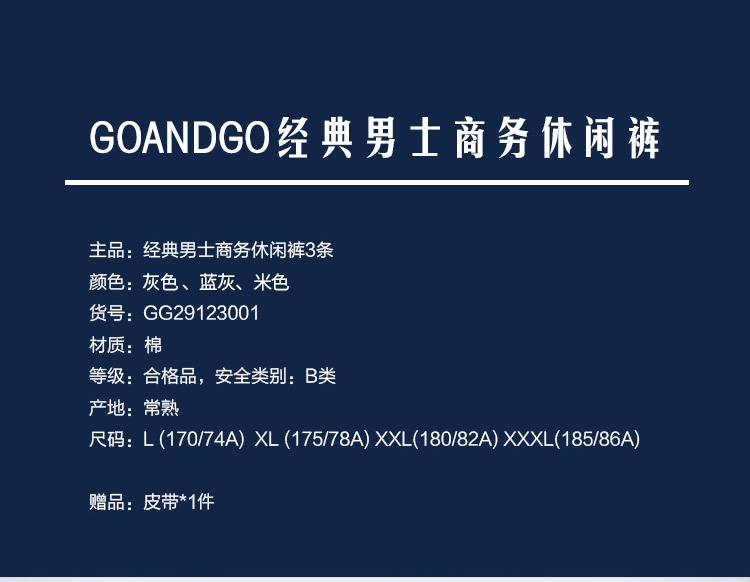 GOANDGO经典男士商务休闲裤
主品：经典男士商务休闲裤3条
颜色：灰色、蓝灰、米色
货号：GG29123001
材质：棉
等级：合格品，安全类别：B类
产地：常熟
尺码：L (170/74A) XL (175/78A) XXL(180/82A) XXXL(185/86A)
赠品：皮带*1件